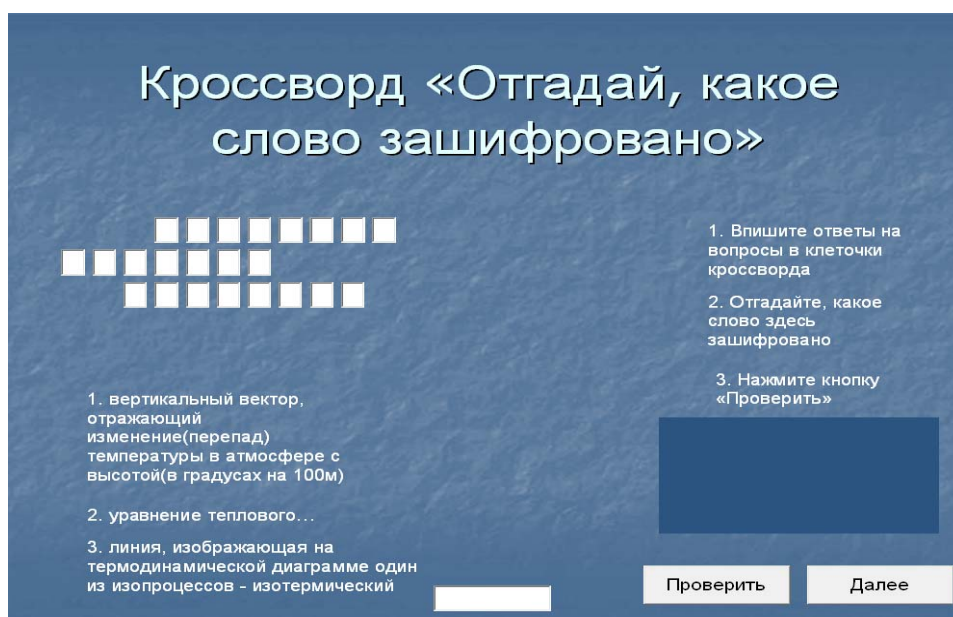 Кроссворд «Отгадай, какое
слово зашифровано»
1. Впишите ответы на
вопросы в клеточки
кроссворда
2. Отгадайте, какое
слово здесь
зашифровано
3. Нажмите кнопку
«Проверить»
1. вертикальный вектор,
отражающий
изменение(перепад)
температуры в атмосфере с
высотой(в градусах на 100м)
2. уравнение теплового...
3. линия, изображающая на
термодинамической диаграмме один
из изопроцессов - изотермический
Проверить
Далее